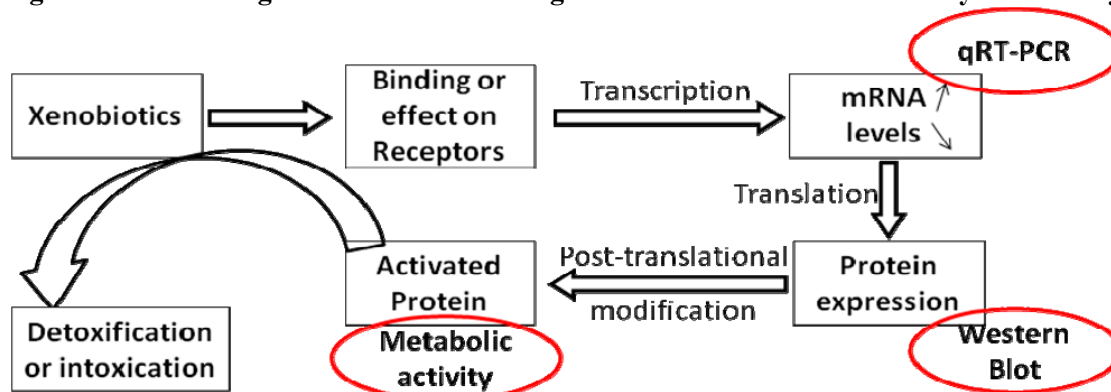 qRT-PCR
Xenobiotics
Binding or
effect on
Receptors
Transcription
mRNA
levels
Translation
Activated
Protein
Post-translational
modification
Protein
expression
Detoxification
or intoxication
Metabolic
activity
Western
Blot